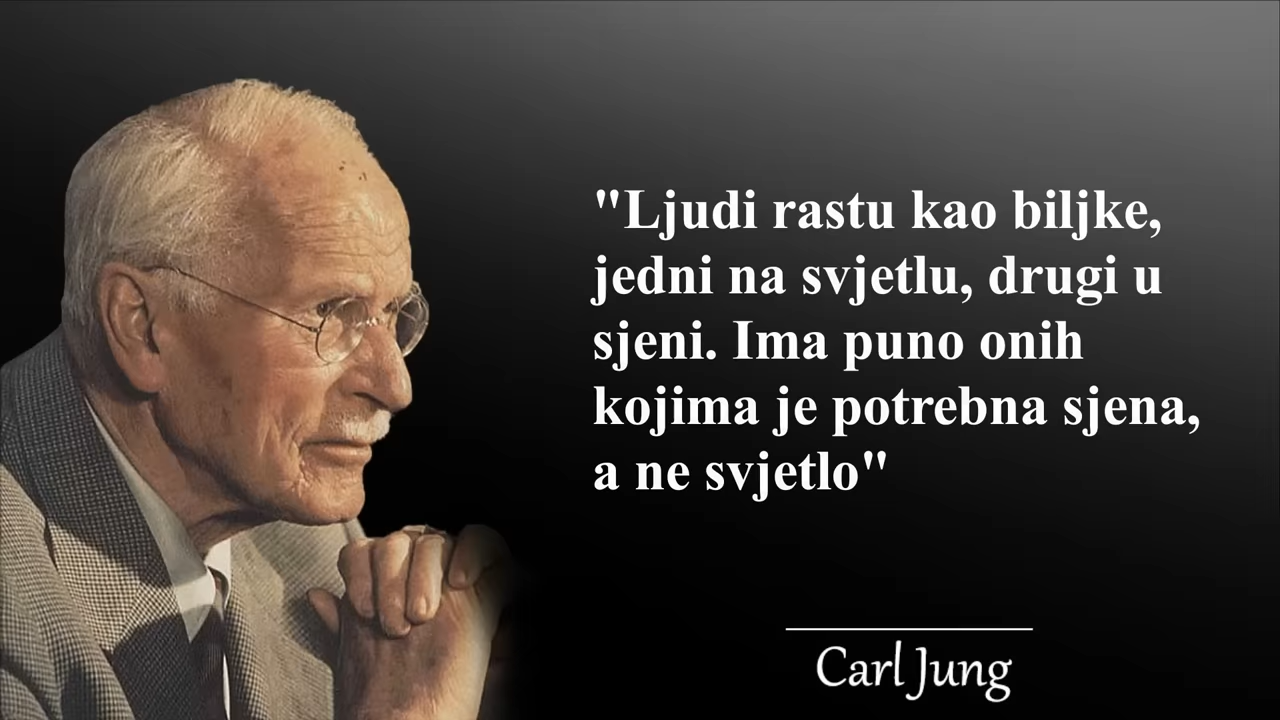 "Ljudi rastu kao biljke,
jedni na svjetlu, drugi u
sjeni. Ima puno onih
kojima je potrebna sjena,
a ne svjetlo"
Carl Jung